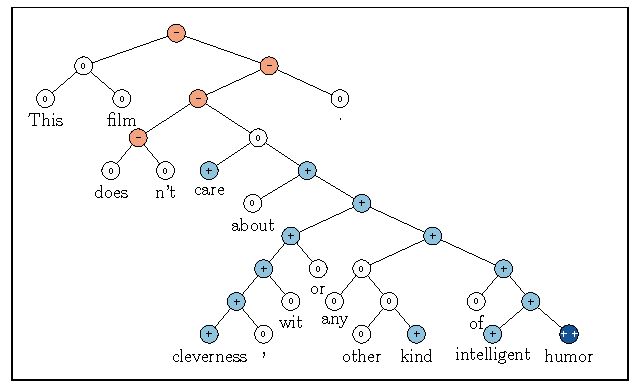 − 
0 −
0 0 − 0
This film .
− 0
0 0 + +
does n't care
0 +
about
+ +
+ 0 0 +
or
+ 0 0 0 0 +
wit any of
+ 0 0 + + ++
cleverness , other kind intelligent humor